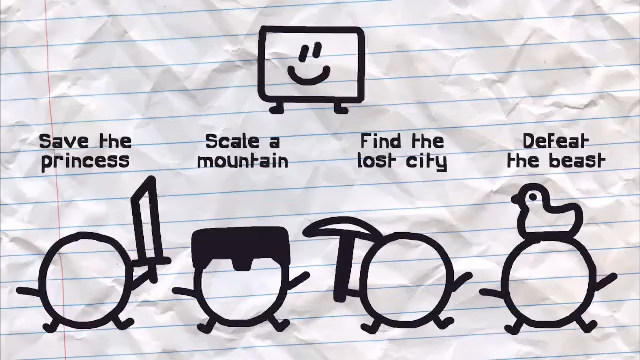 Save the
princess
Scale a
mountain
Find the
lost city
Defeat
the beast